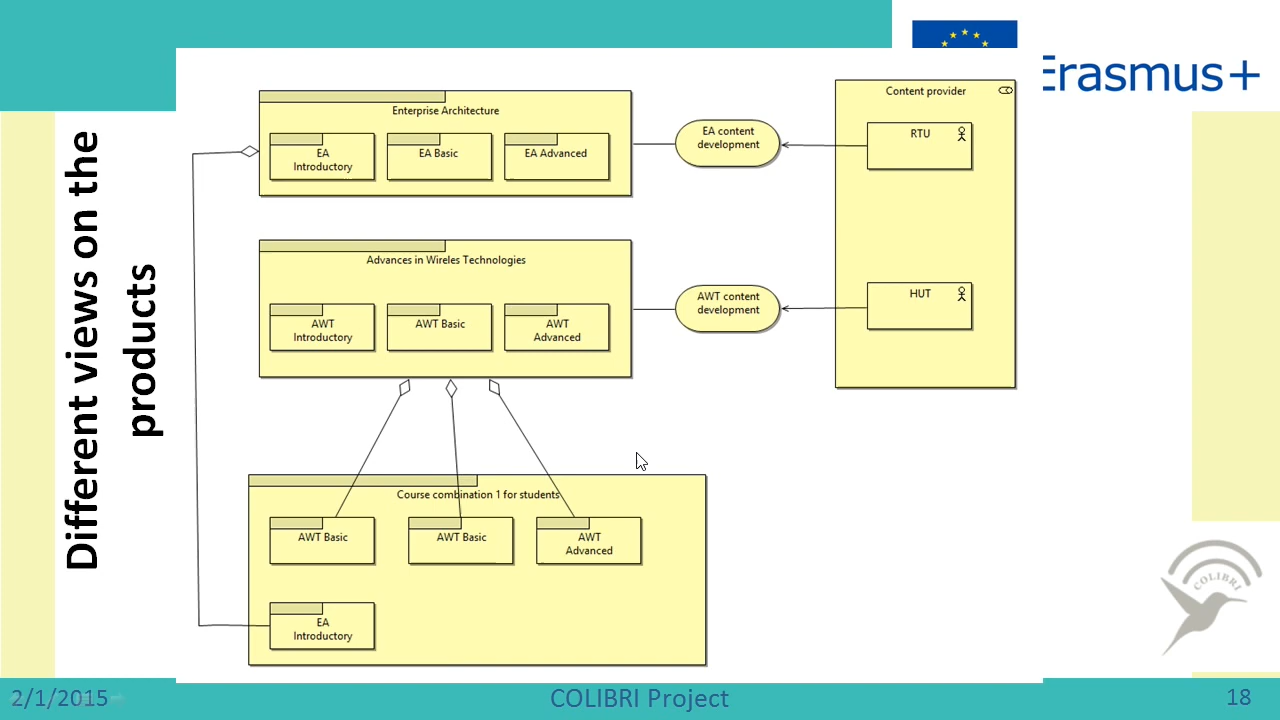 Erasmus+
Different views on the
products
Enterprise Architecture
EA
Introductory
EA Basic
EA Advanced
EA content
development
Content provider
RTU
Advances in Wireles Technologies
AWT
Introductory
AWT Basic
AWT
Advanced
AWT content
development
HUT
Course combination 1 for students
AWT Basic
AWT Basic
AWT
Advanced
EA
Introductory
COLIBRI
2/1/2015
COLIBRI Project
18